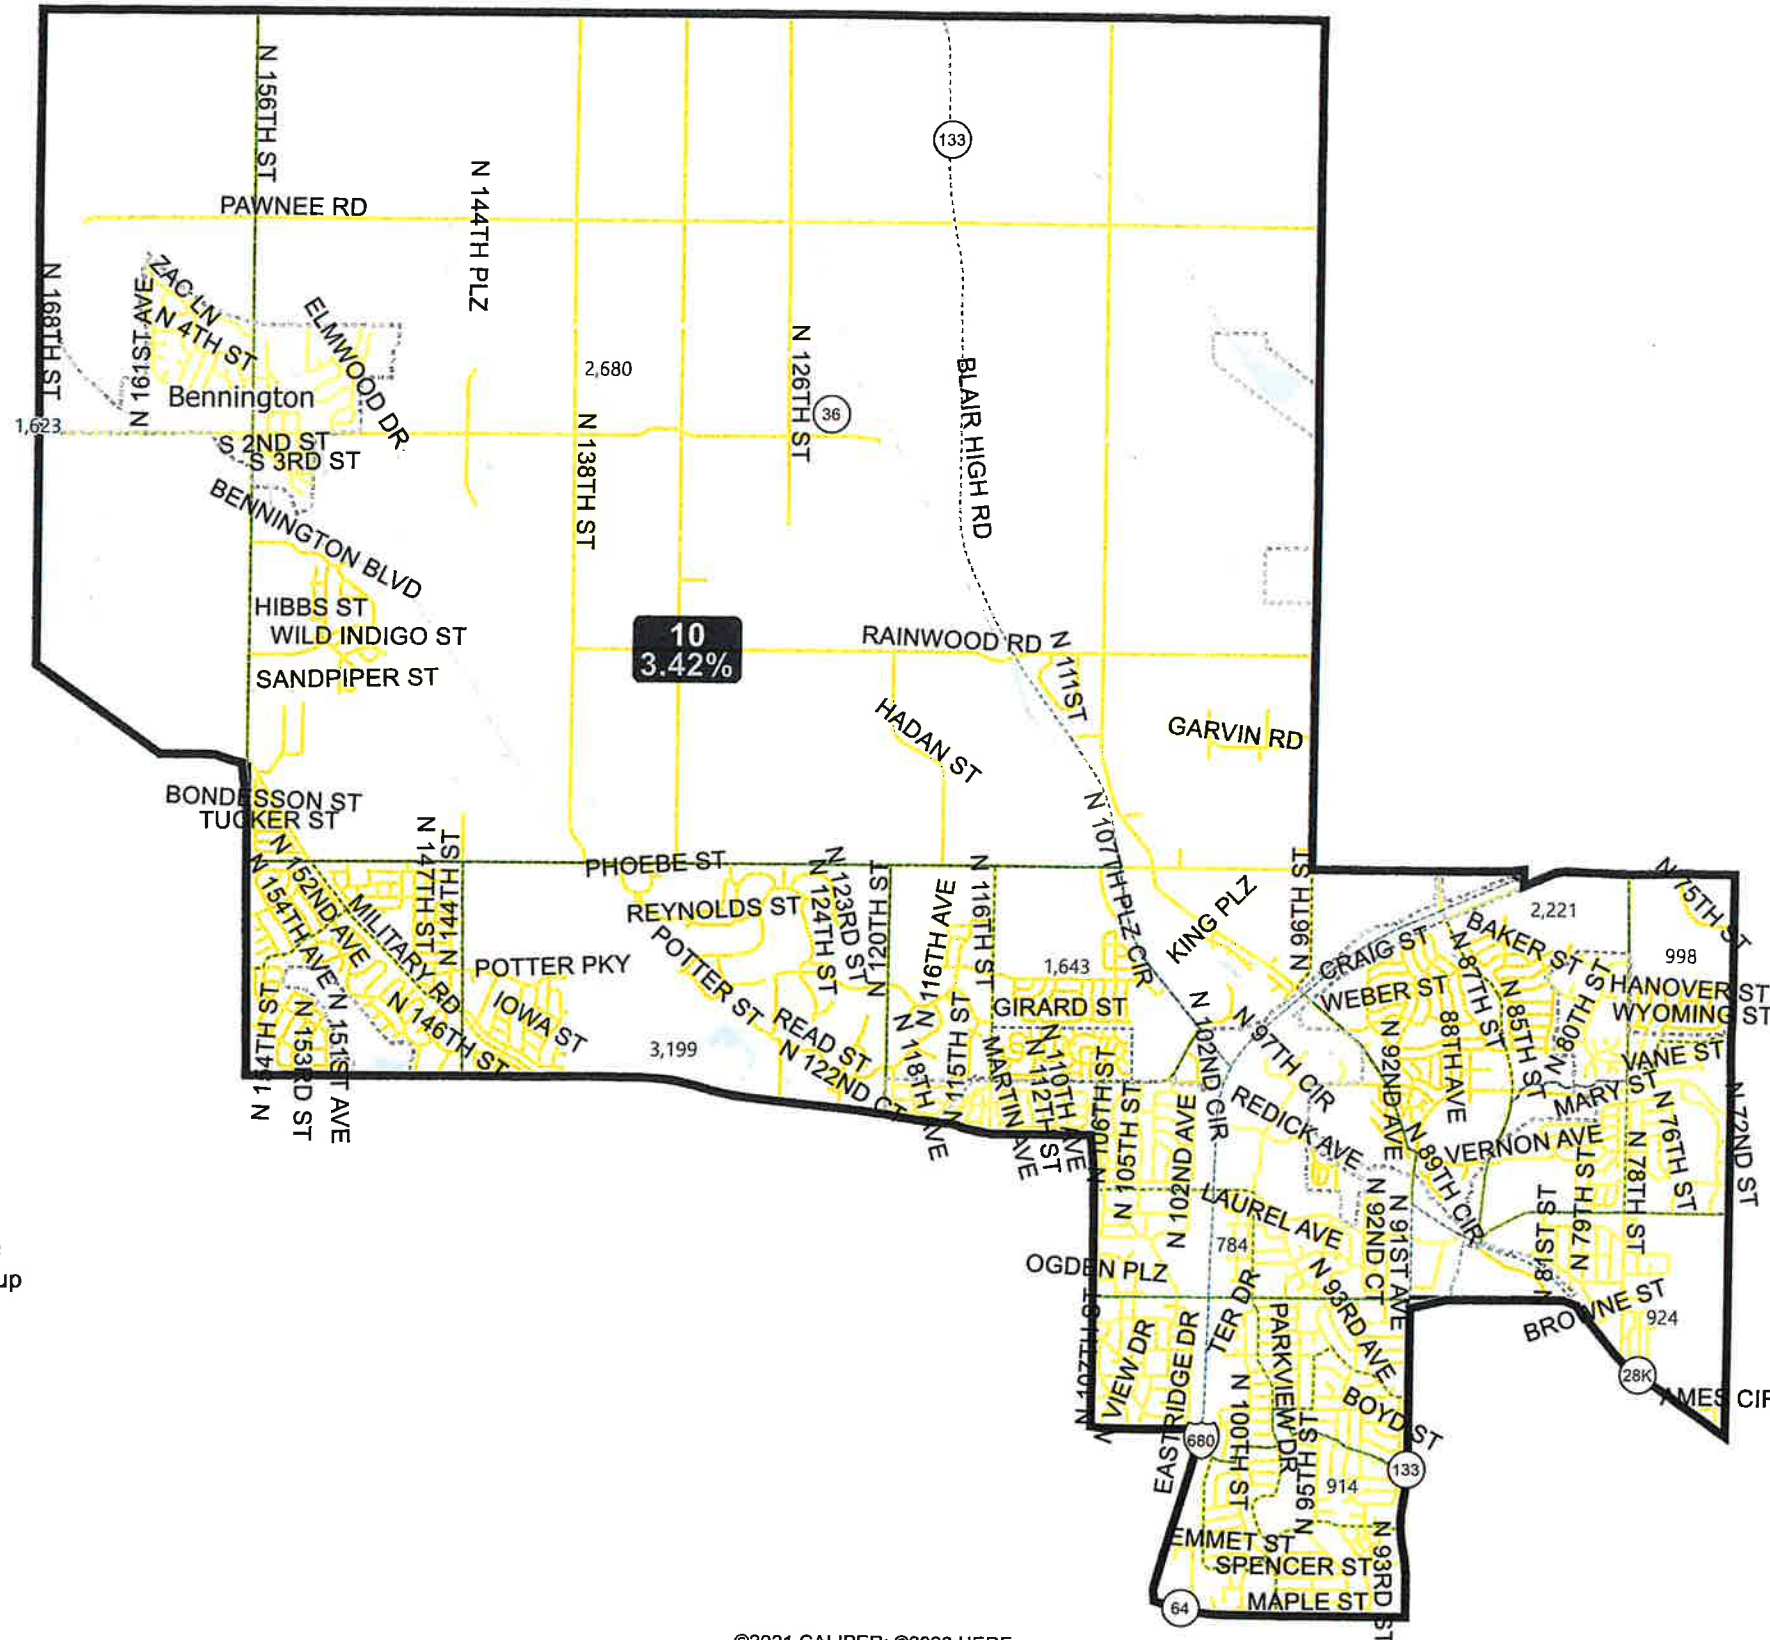 N 156TH ST
133
N 144TH PLZ
PAWNEE RD
N 168TH ST
ZAC LN
N 161ST AVE
N 4TH ST
ELMWOOD DR
N 126TH ST
2,680
BLAIR HIGH RD
Bennington
36
1,623
N 138TH ST
S 2ND ST
S 3RD ST
BENNINGTON BLVD
HIBBS ST
WILD INDIGO ST
10
3.42%
RAINWOOD RD
N 111ST
SANDPIPER ST
HADAN ST
GARVIN RD
BONDESSON ST
TUCKER ST
N 107TH PLZ CIR
N 147TH ST
N 144TH ST
N 152ND AVE
N 154TH AVE
PHOEBE ST
N 123RD ST
N 124TH ST
N 120TH ST
N 116TH AVE
N 116TH ST
KING PLZ
N 96TH ST
N 75TH ST
MILITARY RD
REYNOLDS ST
2,221
BAKER ST
CRAIG ST
N 87TH ST
998
POTTER PKY
POTTER ST
1,643
WEBER ST
HANOVER ST
WYOMING ST
N 85TH ST
N 80TH ST
GIRARD ST
N 154TH ST
N 153RD ST
N 151ST AVE
N 146TH ST
IOWA ST
3,199
READ ST
N 122ND CT
N 118TH AVE
N 115TH ST
MARTIN AVE
N 112TH ST
N 110TH AVE
N 106TH ST
N 105TH ST
N 102ND AVE
N 102ND CIR
N 97TH CIR
N 92ND AVE
88TH AVE
VANE ST
MARY ST
N 72ND ST
REDICK AVE
N 89TH CIR
VERNON AVE
N 79TH ST
N 78TH ST
N 76TH ST
LAUREL AVE
N 92ND CT
N 91ST AVE
N 81ST ST
784
OGDEN PLZ
N 93RD AVE
N 107TH ST
VIEW DR
EASTRIDGE DR
TER DR
PARKVIEW DR
BROWNE ST
924
up
28K
AMES CIR
BOYD ST
N 100TH ST
N 95TH ST
680
133
914
EMMET ST
SPENCER ST
N 93RD ST
64
MAPLE ST